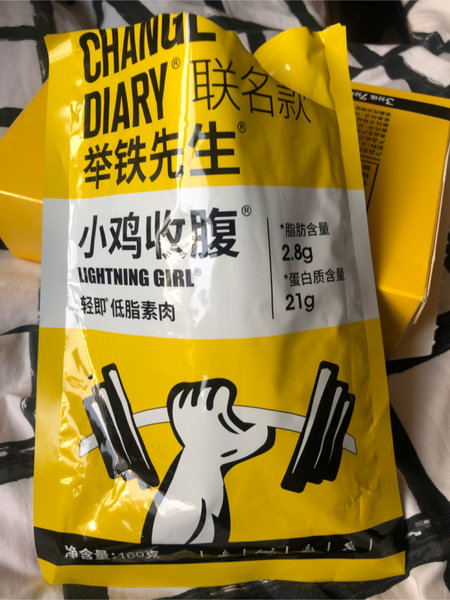 CHANGE
DIARY®
联名款
举铁先生®
小鸡收腹®
LIGHTNING GIRL®
轻即® 低脂素肉
*脂肪含量
2.8g
*蛋白质含量
21g
净含量:160克